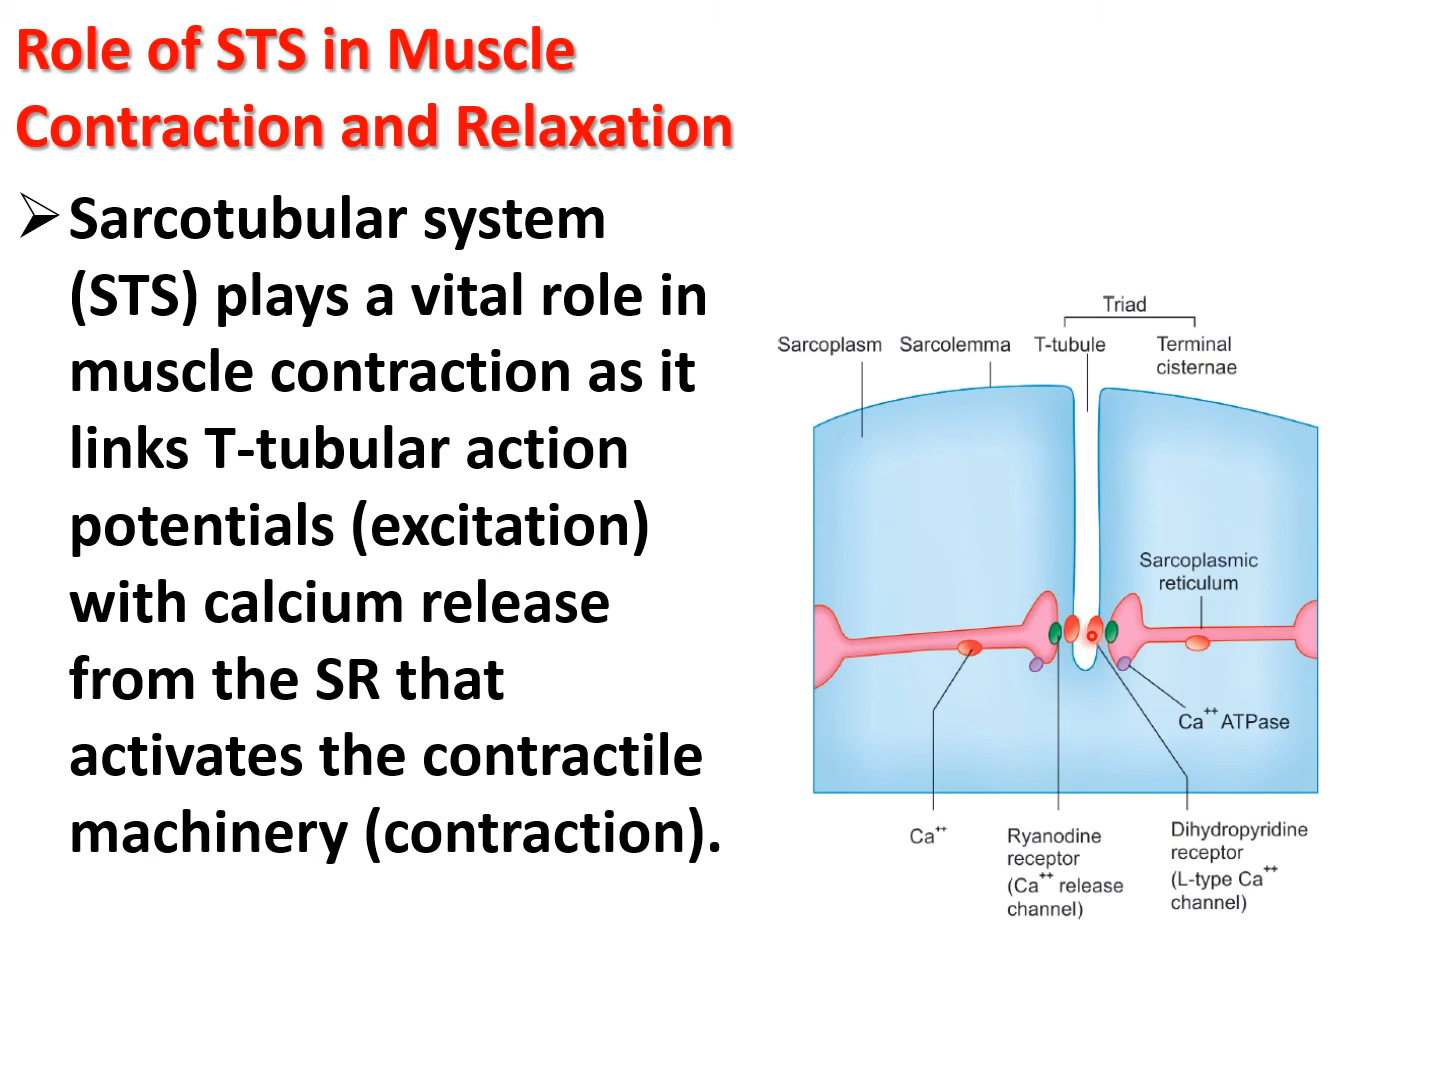 Role of STS in Muscle
Contraction and Relaxation
➢ Sarcotubular system
(STS) plays a vital role in
muscle contraction as it
links T-tubular action
potentials (excitation)
with calcium release
from the SR that
activates the contractile
machinery (contraction).
Triad
Sarcoplasm Sarcolemma T-tubule Terminal
cisternae
Sarcoplasmic
reticulum
Ca++ ATPase
Ca++
Ryanodine
receptor
(Ca++ release
channel)
Dihydropyridine
receptor
(L-type Ca++
channel)